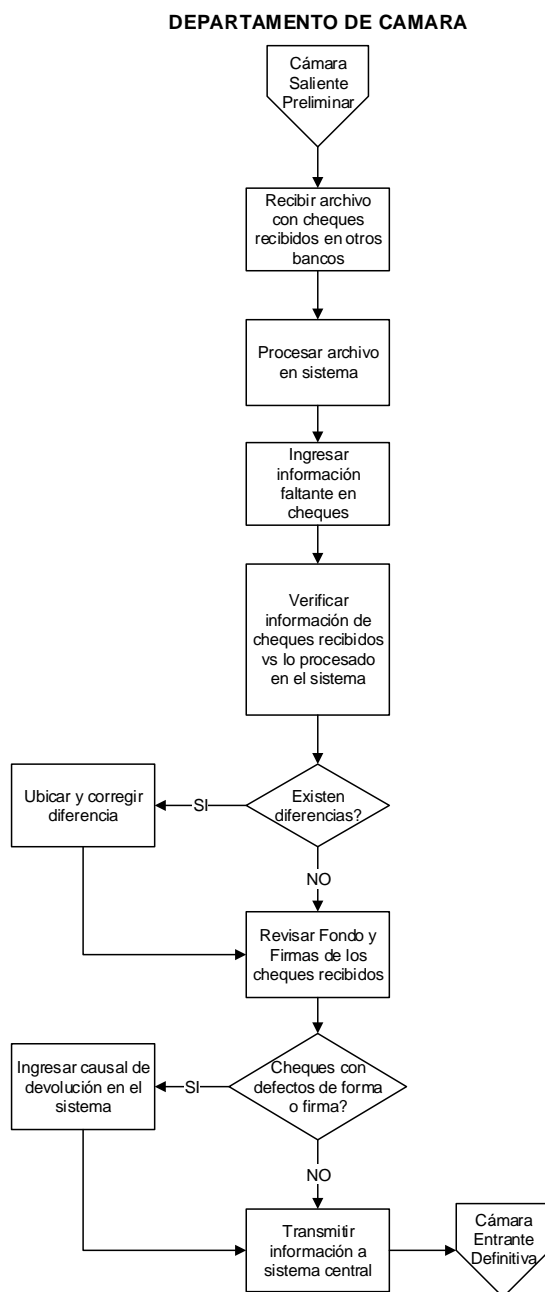 DEPARTAMENTO DE CAMARA
Cámara
Saliente
Preliminar
Recibir archivo
con cheques
recibidos en otros
bancos
Procesar archivo
en sistema
Ingresar
información
faltante en
cheques
Verificar
información de
cheques recibidos
vs lo procesado
en el sistema
Existen
diferencias?
SI
Ubicar y corregir
diferencia
NO
Revisar Fondo y
Firmas de los
cheques recibidos
Cheques con
defectos de forma
o firma?
SI
Ingresar causal de
devolución en el
sistema
NO
Transmitir
información a
sistema central
Cámara
Entrante
Definitiva